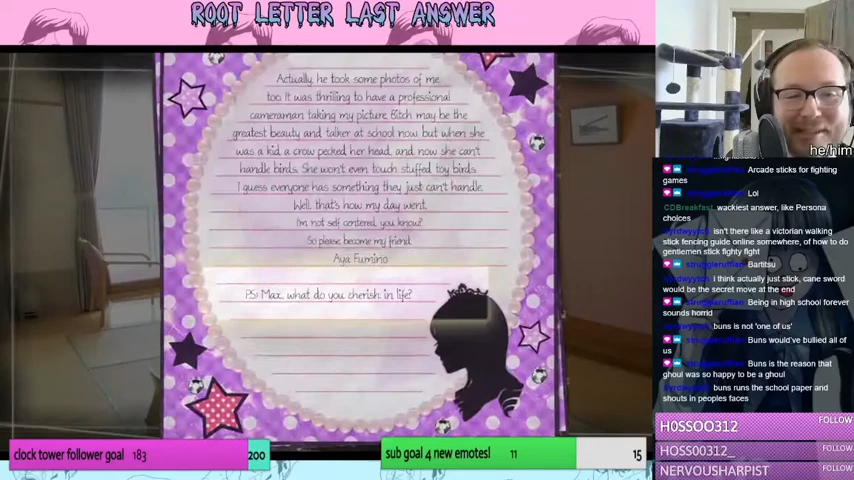 ROOT LETTER LAST ANSWER
Actually, he took some photos of me
too. It was thrilling to have a professional
cameraman taking my picture. Bitch may be the
greatest beauty and talker at school now but when she
was a kid, a crow pecked her head, and now she can't
handle birds. She won't even touch stuffed toy birds.
I guess everyone has something they just can't handle.
Well, that's how my day went.
I'm not self centered, you know?
So please become my friend.
Aya Fumino
PS: Max, what do you cherish in life?
he/him
struggleruffian: Arcade sticks for fighting
games
struggleruffian: Lol
CDBreakfast: wackiest answer, like Persona
choices
isn't there like a victorian walking
stick fencing guide online somewhere, of how to do
gentlemen stick fighty fight
struggleruffian: Bartitsu
i think actually just stick, cane sword
would be the secret move at the end
struggleruffian: Being in high school forever
sounds horrid
buns is not 'one of us'
struggleruffian: Buns would've bullied all of
us
struggleruffian: Buns is the reason that
ghoul was so happy to be a ghoul
buns runs the school paper and
shouts in peoples faces
H0SSOO312 FOLLOW
HOSS00312_ FOLLOW
NERVOUSHARPIST FOLLOW
clock tower follower goal 183 200
sub goal 4 new emotes! 11 15